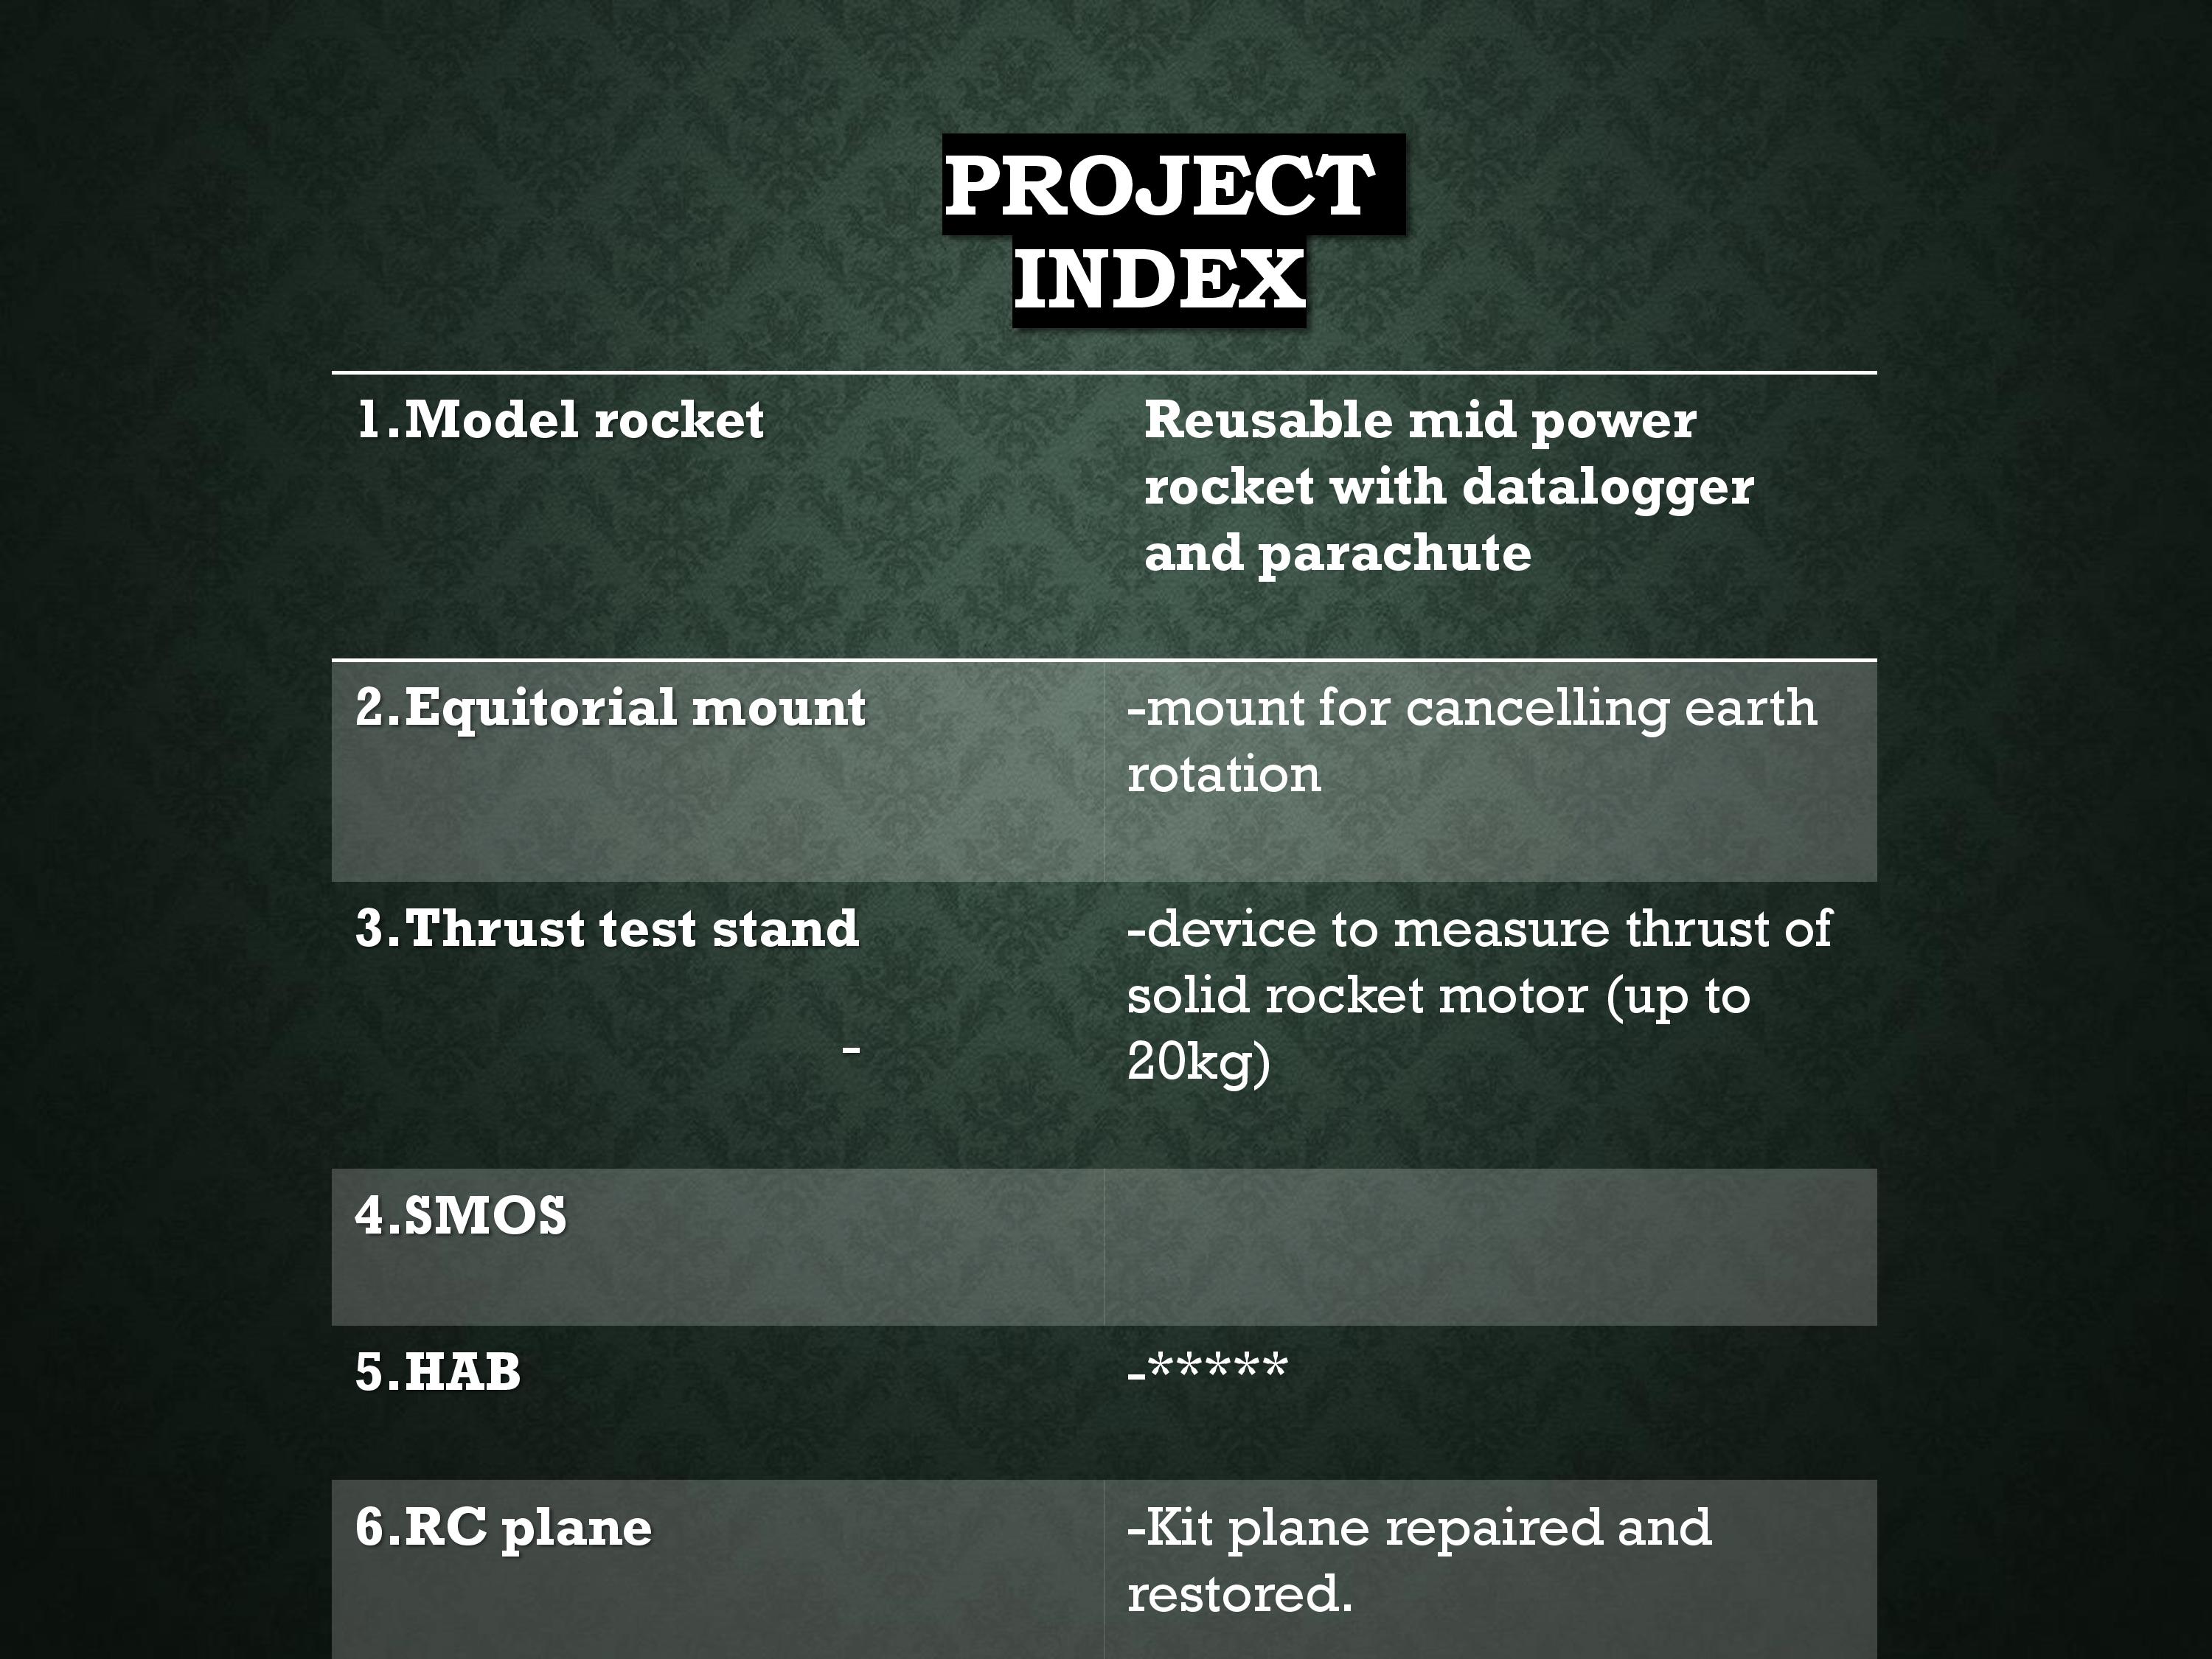 PROJECT
INDEX
1.Model rocket
Reusable mid power
rocket with datalogger
and parachute
2.Equitorial mount
-mount for cancelling earth
rotation
3.Thrust test stand
-
-device to measure thrust of
solid rocket motor (up to
20kg)
4.SMOS
5.HAB
-*****
6.RC plane
-Kit plane repaired and
restored.